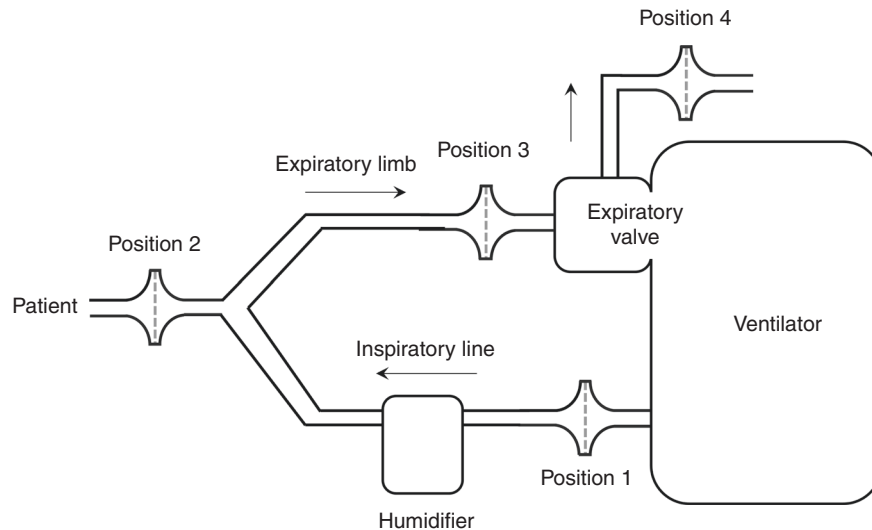 Position 4
Position 3
Expiratory limb
Expiratory
valve
Position 2
Patient
Ventilator
Inspiratory line
Position 1
Humidifier